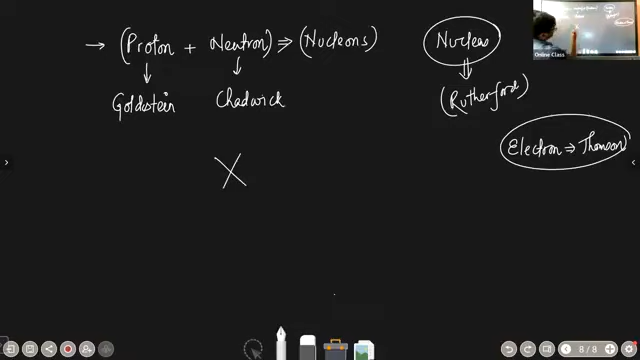 → (Proton + Neutron) ⇒ (Nucleons)
Nucleus
↓ ↓ ⇓
Goldstein Chadwick
(Rutherford)
Electron ⇒ Thomson
X
Online Class
8 / 8